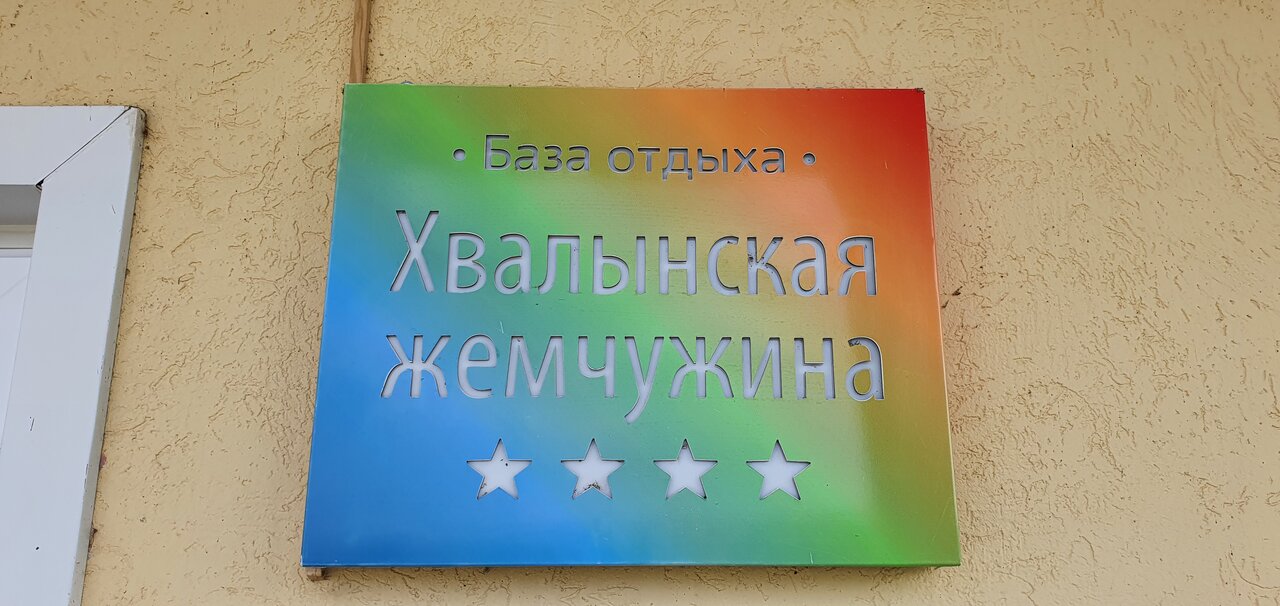 • База отдыха •
Хвалынская
жемчужина